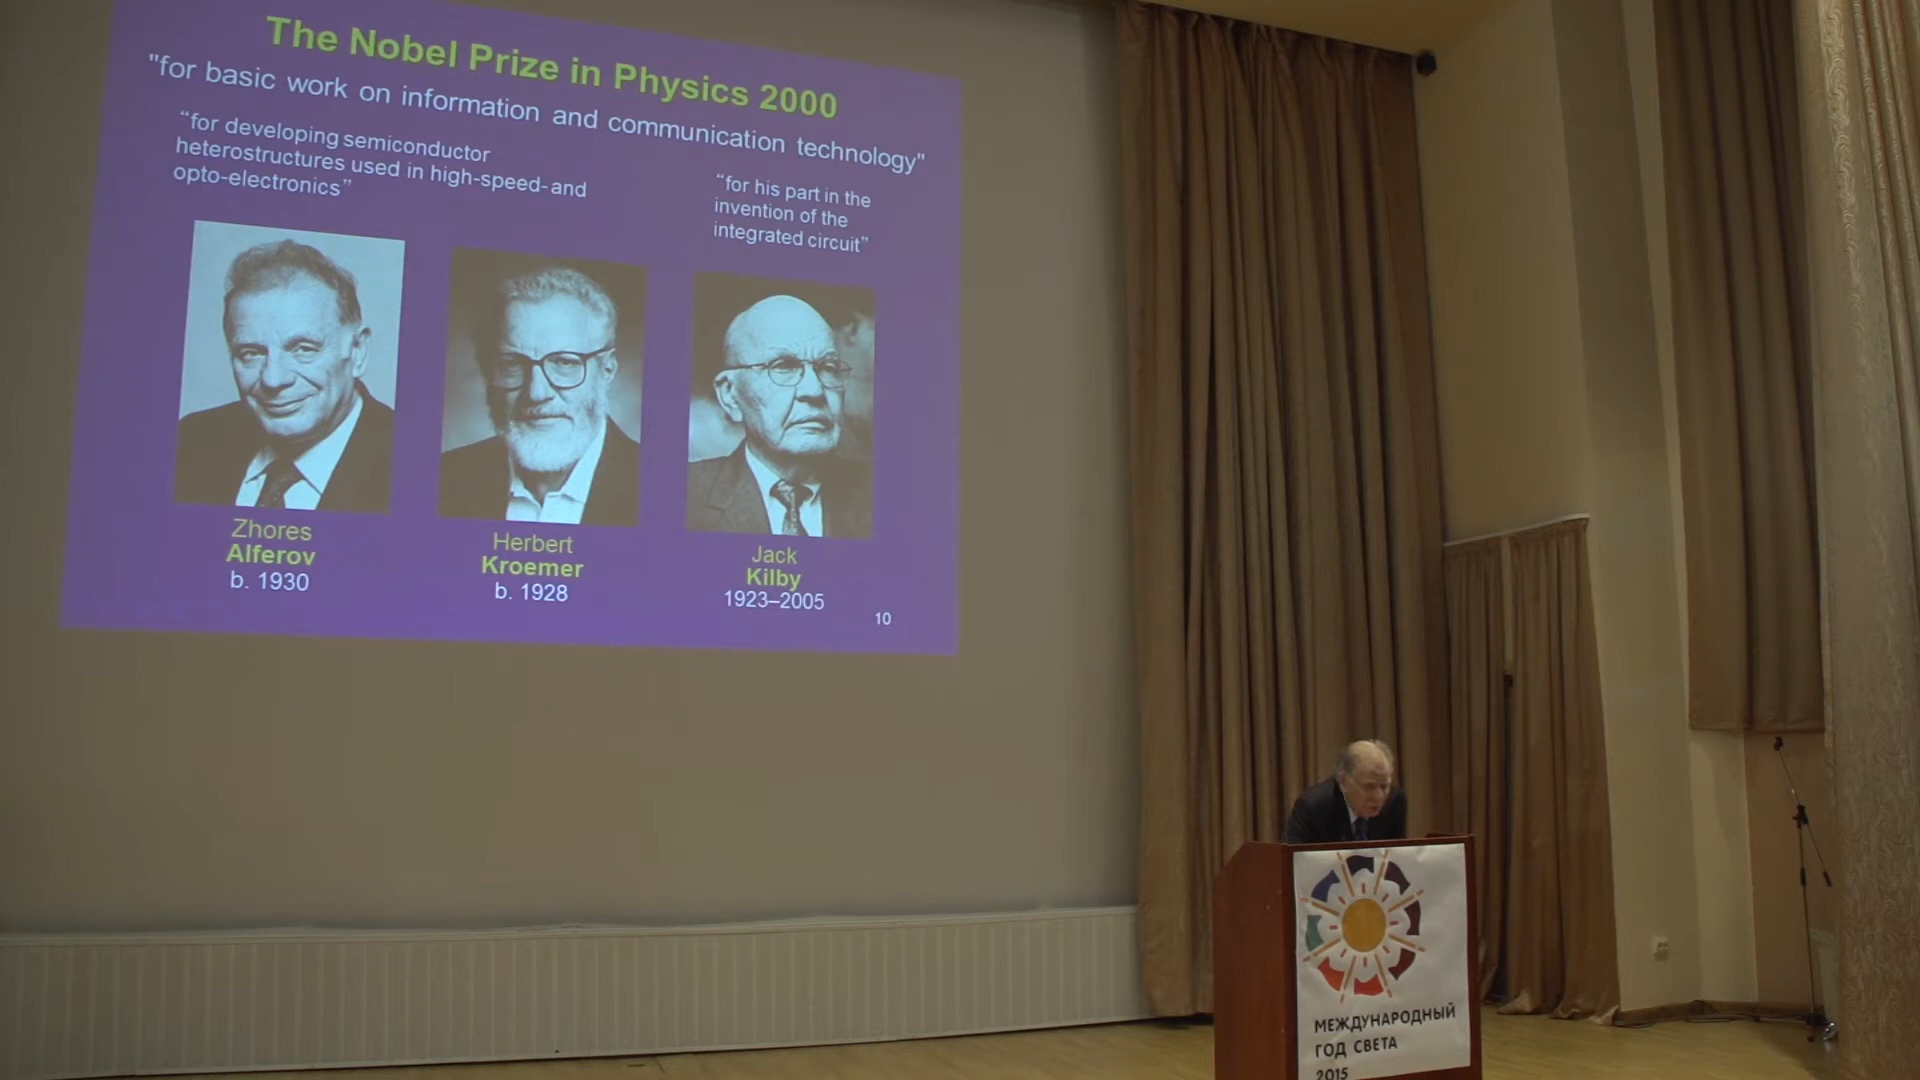 The Nobel Prize in Physics 2000
"for basic work on information and communication technology"
“for developing semiconductor
heterostructures used in high-speed- and
opto-electronics”
“for his part in the
invention of the
integrated circuit”
Zhores
Alferov
b. 1930
Herbert
Kroemer
b. 1928
Jack
Kilby
1923–2005
10
МЕЖДУНАРОДНЫЙ
ГОД СВЕТА
2015